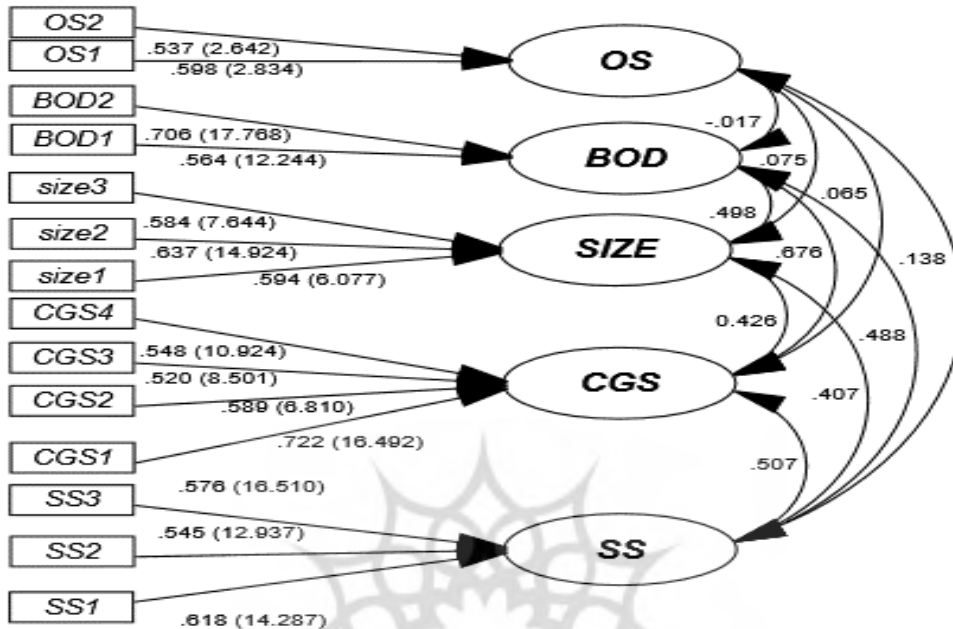 OS2
.537 (2.642)
OS1
.598 (2.834)
OS
BOD2
-.017
.706 (17.768)
BOD1
.564 (12.244)
BOD
.075
.065
size3
.498
.584 (7.644)
size2
.637 (14.924)
SIZE
.676
.138
size1
.594 (6.077)
CGS4
0.426
.488
.548 (10.924)
CGS3
.520 (8.501)
CGS
.407
CGS2
.589 (6.810)
.722 (16.492)
CGS1
.507
.576 (16.510)
SS3
.545 (12.937)
SS2
SS
SS1
.618 (14.287)